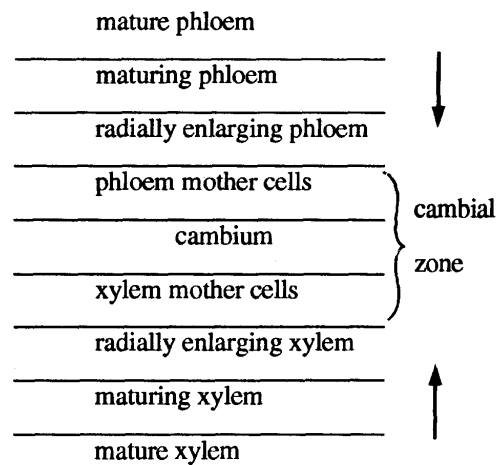 mature phloem
maturing phloem
radially enlarging phloem
phloem mother cells
cambium
xylem mother cells
cambial
zone
radially enlarging xylem
maturing xylem
mature xylem